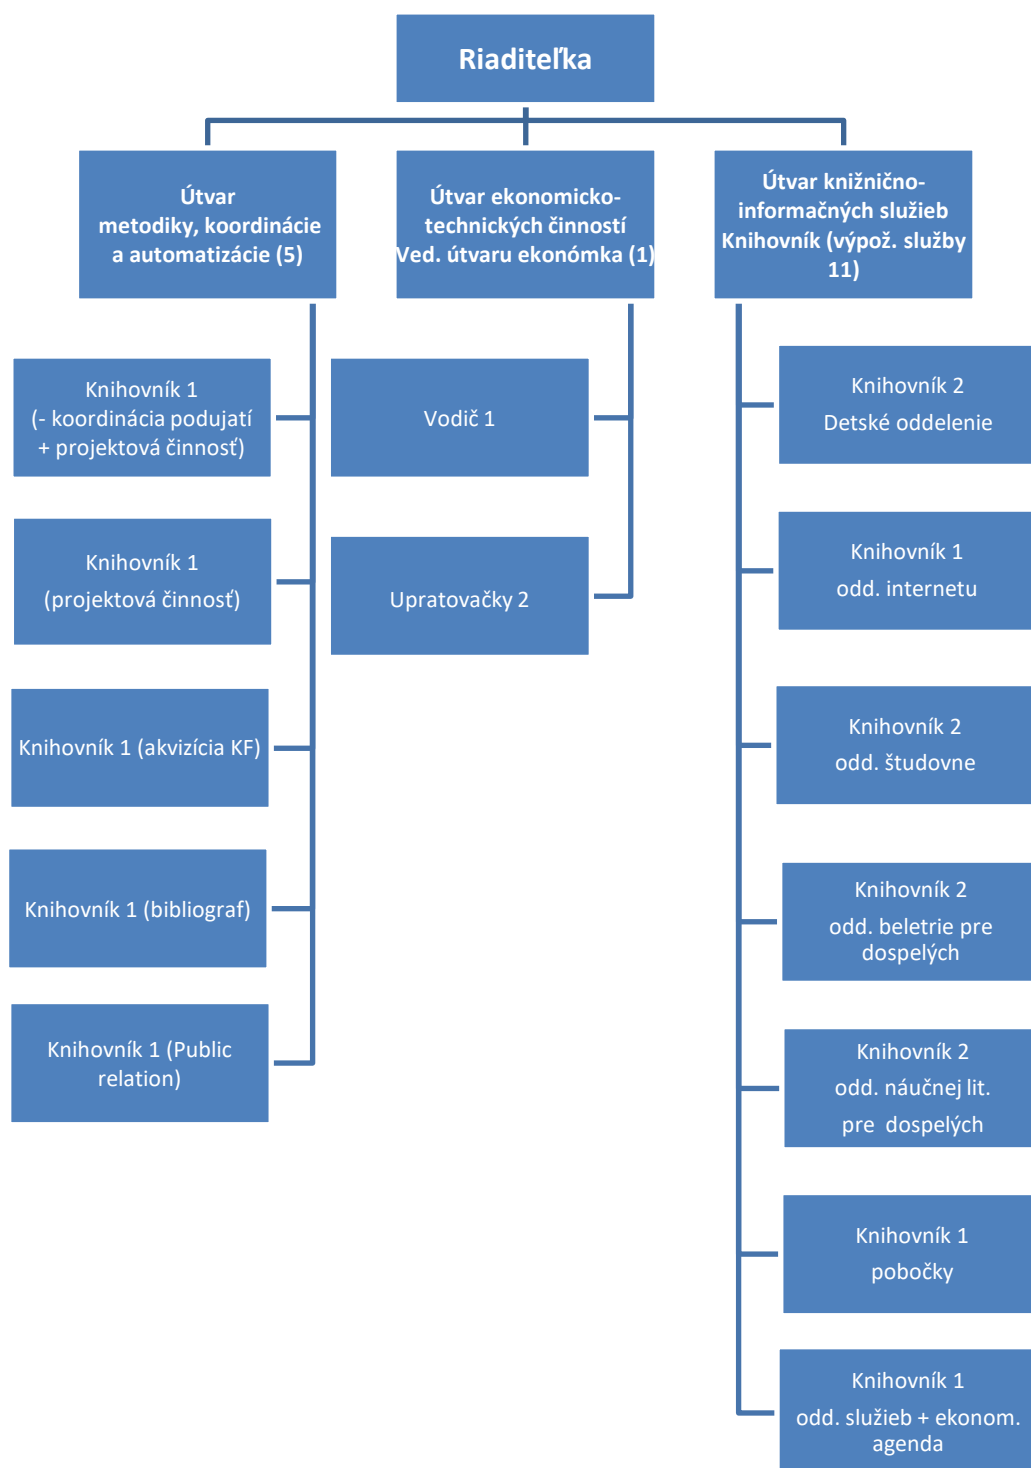 Riaditeľka
Útvar
metodiky, koordinácie
a automatizácie (5)
Útvar ekonomicko-
technických činností
Ved. útvaru ekonómka (1)
Útvar knižnično-
informačných služieb
Knihovník (výpož. služby
11)
Knihovník 1
(- koordinácia podujatí
+ projektová činnosť)
Knihovník 1
(projektová činnosť)
Knihovník 1 (akvizícia KF)
Knihovník 1 (bibliograf)
Knihovník 1 (Public
relation)
Vodič 1
Upratovačky 2
Knihovník 2
Detské oddelenie
Knihovník 1
odd. internetu
Knihovník 2
odd. študovne
Knihovník 2
odd. beletrie pre
dospelých
Knihovník 2
odd. náučnej lit.
pre  dospelých
Knihovník 1
pobočky
Knihovník 1
odd. služieb + ekonom.
agenda